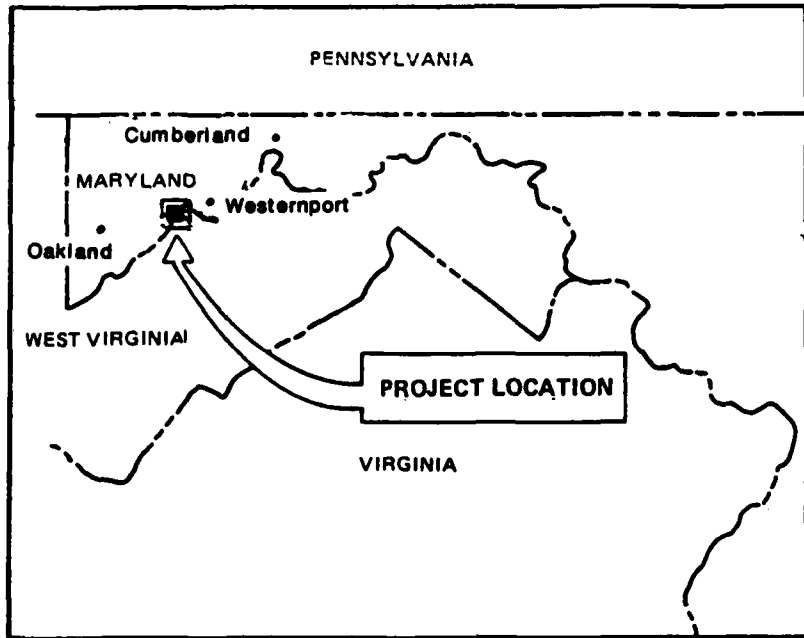 PENNSYLVANIA
Cumberland
MARYLAND
Westernport
Oakland
WEST VIRGINIA
PROJECT LOCATION
VIRGINIA